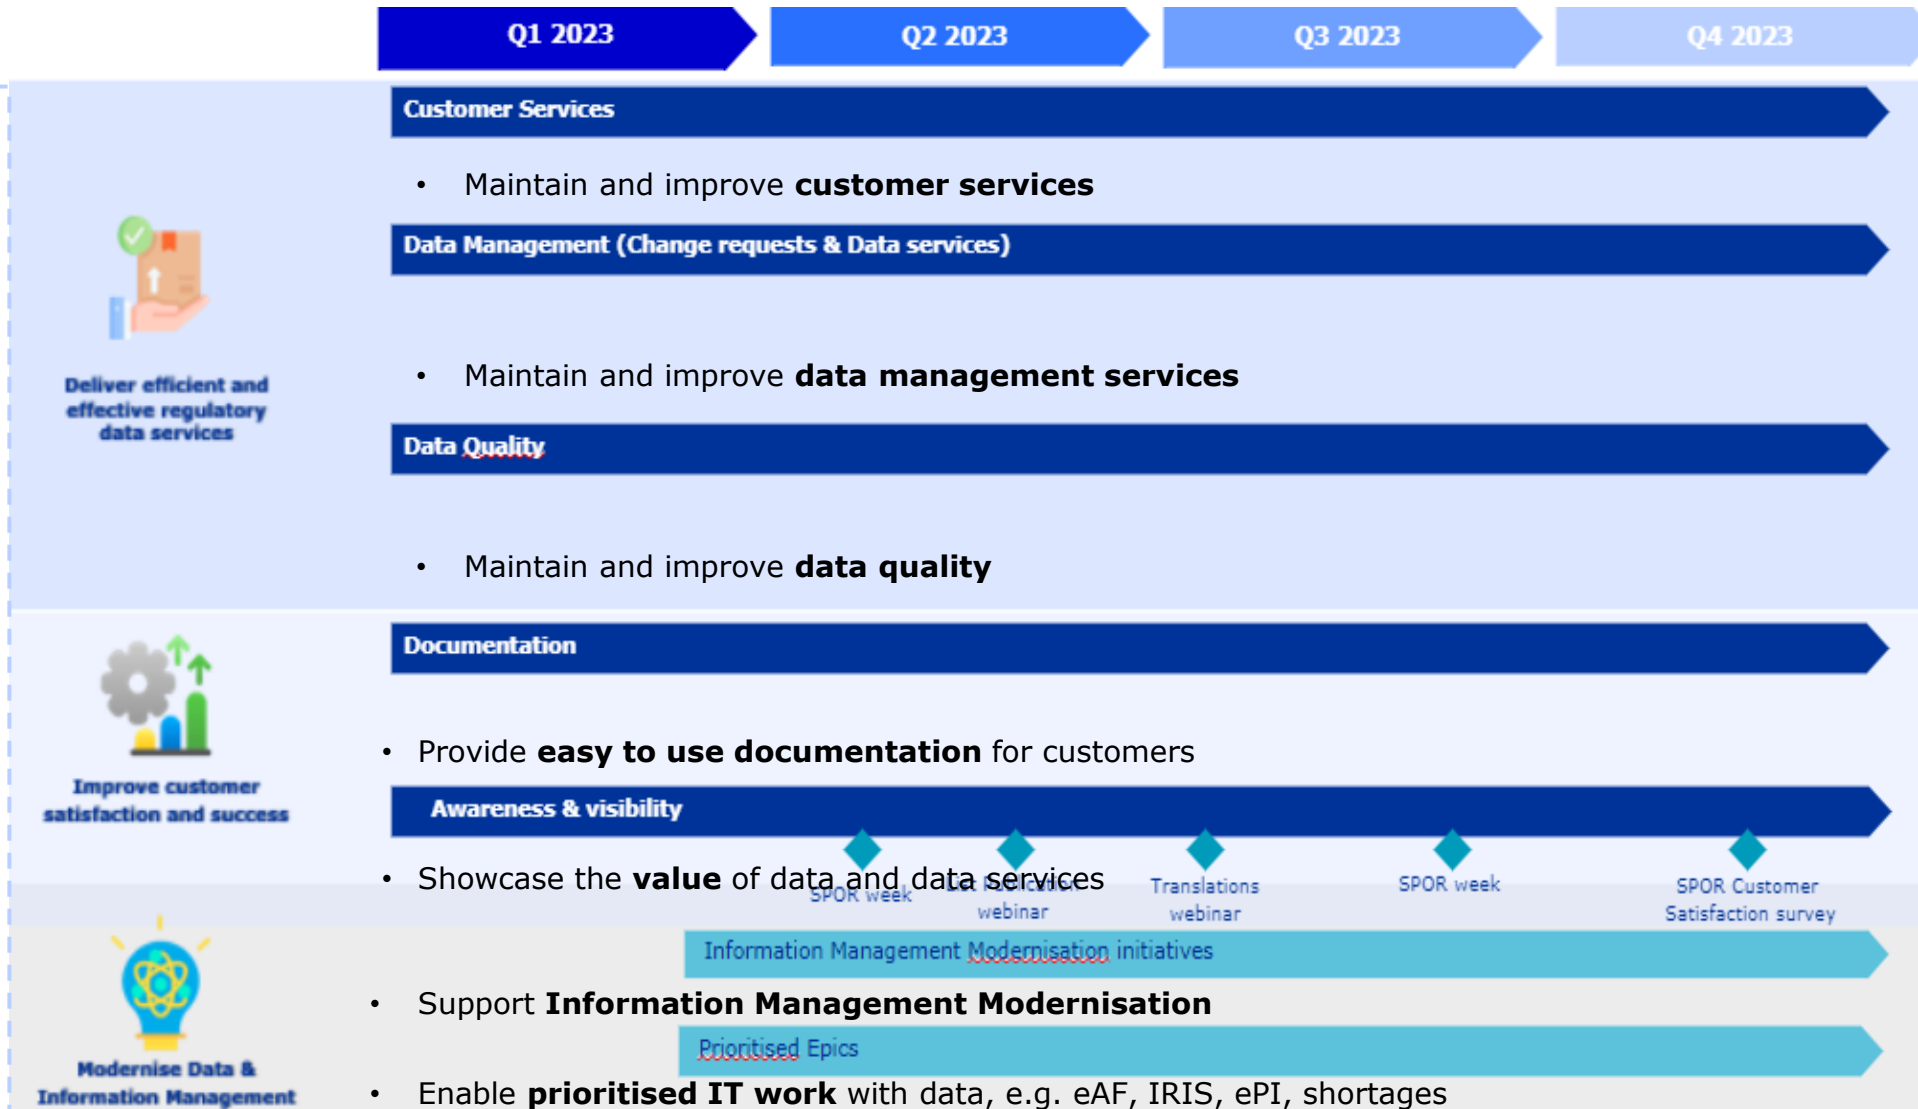 Q1 2023
Q2 2023
Q3 2023
Q4 2023
Customer Services
• Maintain and improve customer services
Data Management (Change requests & Data services)
• Maintain and improve data management services
Deliver efficient and
effective regulatory
data services
Data Quality
• Maintain and improve data quality
Documentation
• Provide easy to use documentation for customers
Improve customer
satisfaction and success
Awareness & visibility
• Showcase the value of data and data services
SPOR week
List Publication
webinar
Translations
webinar
SPOR week
SPOR Customer
Satisfaction survey
Information Management Modernisation initiatives
• Support Information Management Modernisation
Prioritised Epics
Modernise Data &
Information Management
• Enable prioritised IT work with data, e.g. eAF, IRIS, ePI, shortages